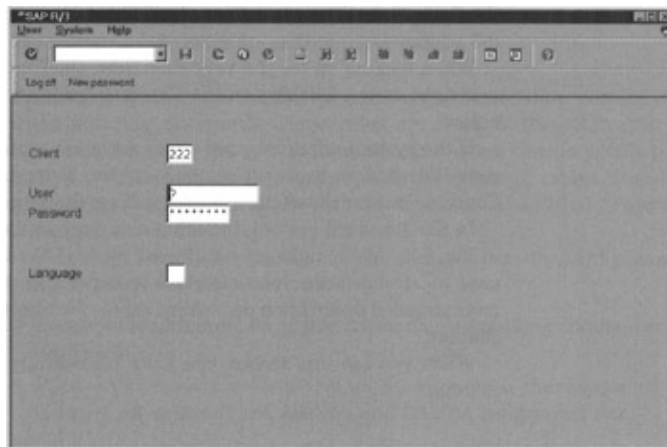 SAP R/3
User System Help
Log off New password
Client 222
User ?
Password ********
Language